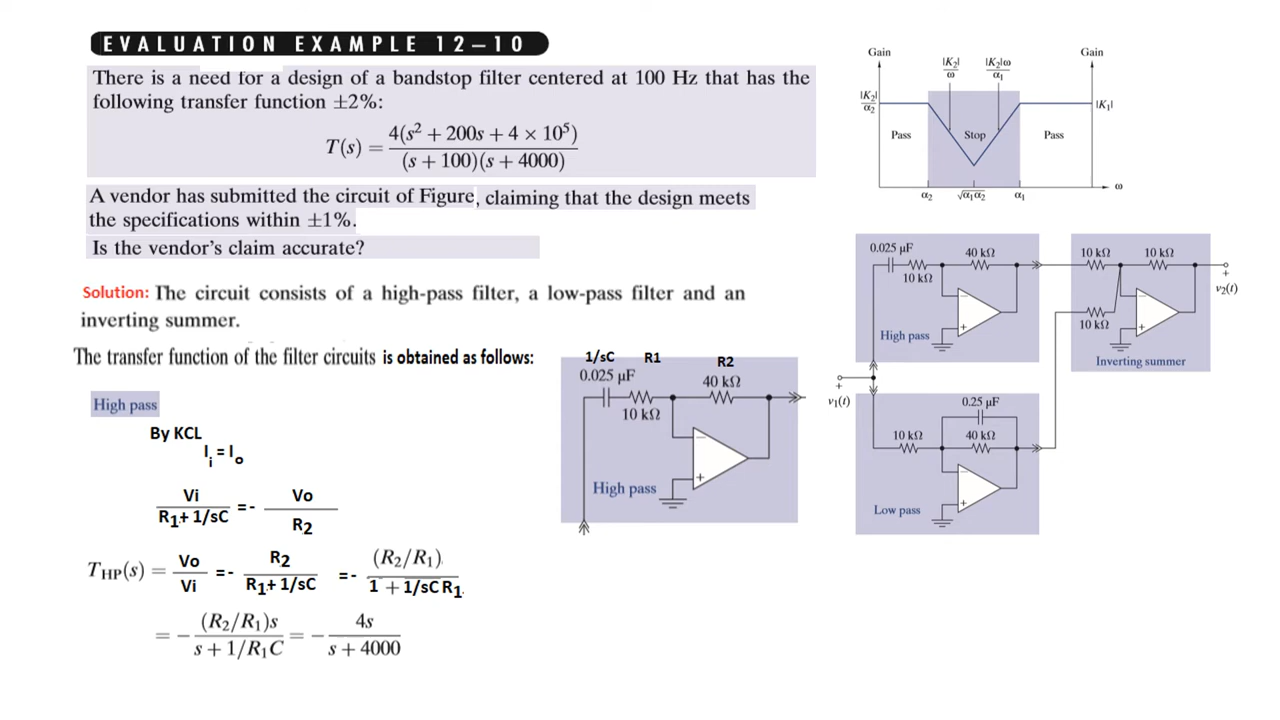 EVALUATION EXAMPLE 12–10
There is a need for a design of a bandstop filter centered at 100 Hz that has the
following transfer function ±2%:
T(s) = 4(s² + 200s + 4 × 10⁵) / (s + 100)(s + 4000)
A vendor has submitted the circuit of Figure, claiming that the design meets
the specifications within ±1%.
Is the vendor's claim accurate?
Solution: The circuit consists of a high-pass filter, a low-pass filter and an
inverting summer.
The transfer function of the filter circuits is obtained as follows:
High pass
By KCL
Iᵢ = Iₒ
Vi / R1+ 1/sC = - Vo / R2
T_HP(s) = Vo / Vi = - R2 / R1+ 1/sC = - (R₂/R₁) / 1 + 1/sC R1
= − (R₂/R₁)s / s + 1/R₁C = − 4s / s + 4000
1/sC R1 R2
0.025 μF
40 kΩ
10 kΩ
−
+
High pass
Gain Gain
|K₂| / ω |K₂|ω / α₁
|K₂| / α₂ |K₁|
Pass Stop Pass
α₂ √α₁α₂ α₁ ω
0.025 μF 40 kΩ
10 kΩ
−
+
High pass
10 kΩ 10 kΩ
10 kΩ
−
+
Inverting summer
+
v₂(t)
+
v₁(t)
0.25 μF
10 kΩ 40 kΩ
−
+
Low pass